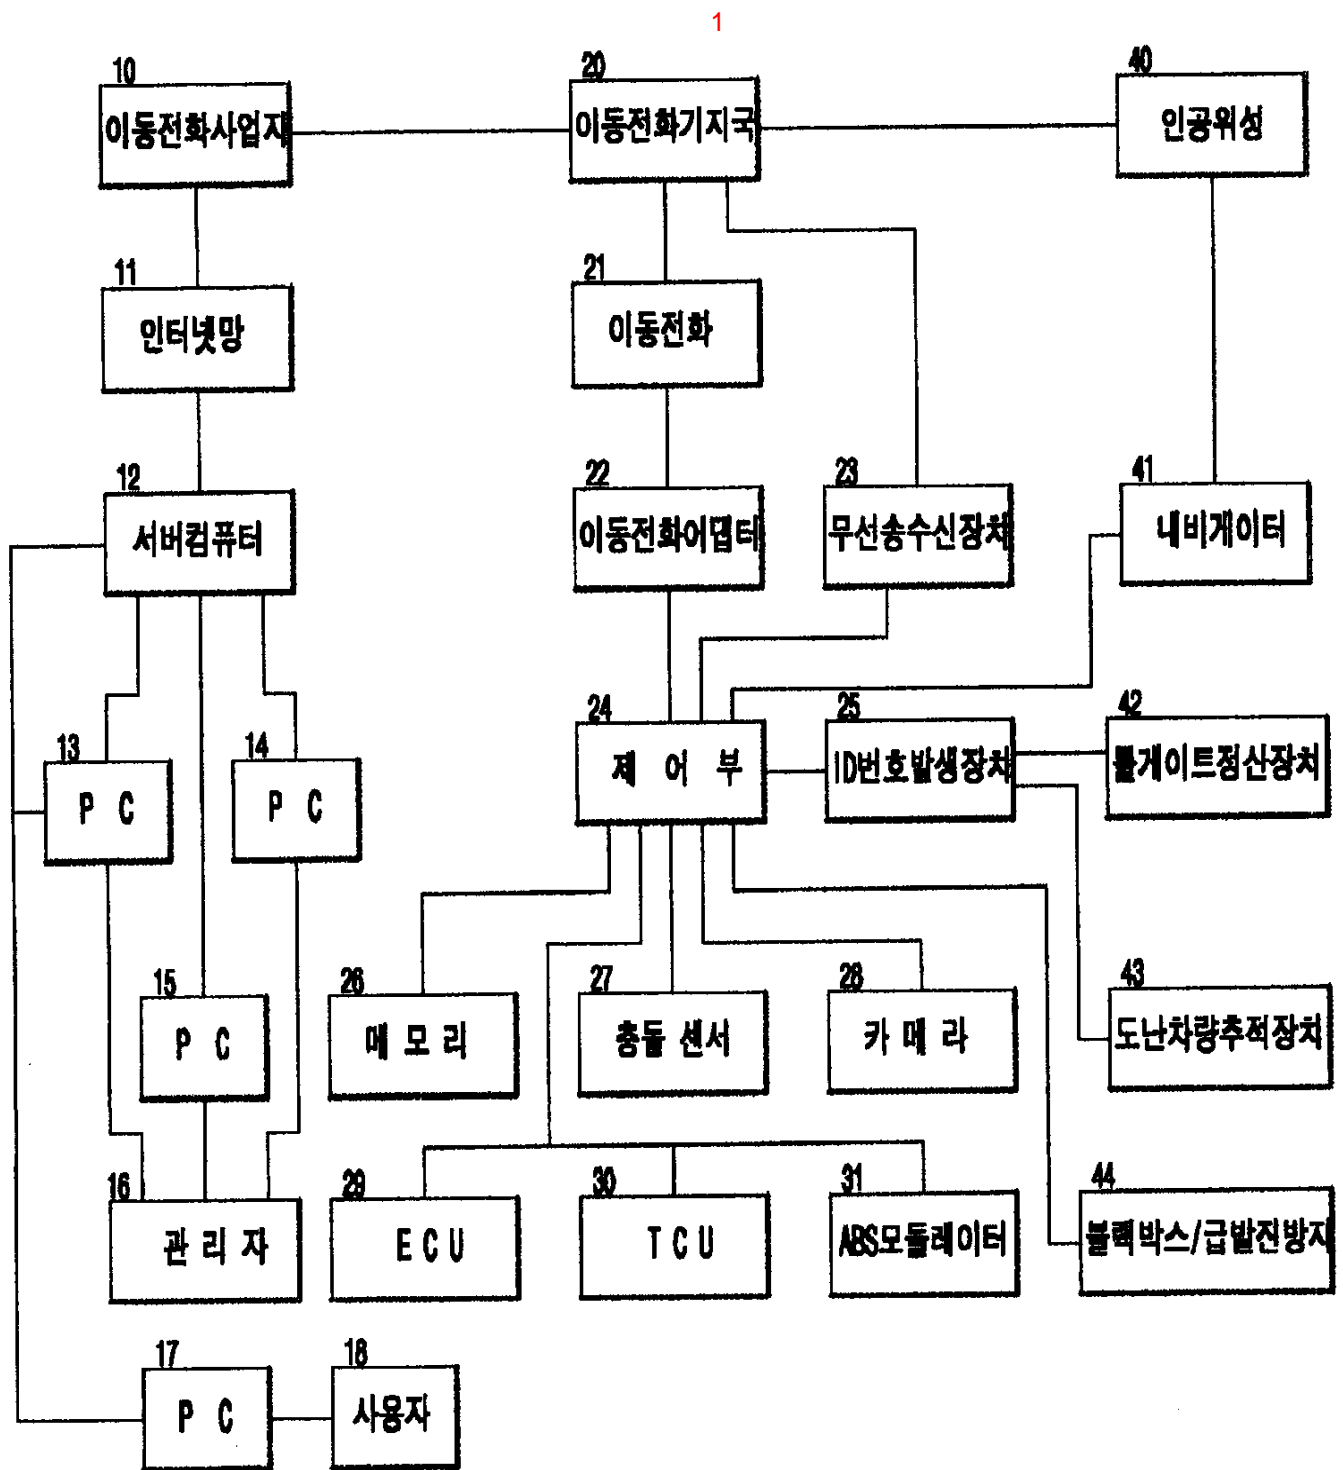 1
10
이동전화사업자
20
이동전화기지국
40
인공위성
11
인터넷망
21
이동전화
12
서버컴퓨터
22
이동전화어댑터
23
무선송수신장치
41
내비게이터
13
P C
14
P C
24
제 어 부
25
ID번호발생장치
42
톨게이트정산장치
15
P C
26
메 모 리
27
충돌 센서
28
카 메 라
43
도난차량추적장치
16
관 리 자
29
E C U
30
T C U
31
ABS모듈레이터
44
블랙박스/급발진방지
17
P C
18
사용자